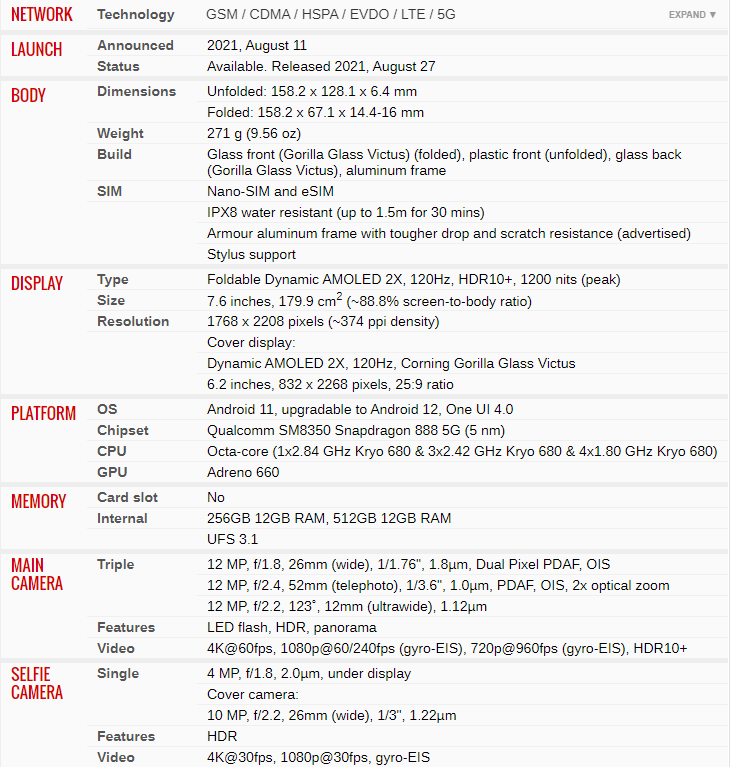 NETWORK Technology GSM / CDMA / HSPA / EVDO / LTE / 5G EXPAND ▼
LAUNCH Announced 2021, August 11
Status Available. Released 2021, August 27
BODY Dimensions Unfolded: 158.2 x 128.1 x 6.4 mm
Folded: 158.2 x 67.1 x 14.4-16 mm
Weight 271 g (9.56 oz)
Build Glass front (Gorilla Glass Victus) (folded), plastic front (unfolded), glass back
(Gorilla Glass Victus), aluminum frame
SIM Nano-SIM and eSIM
IPX8 water resistant (up to 1.5m for 30 mins)
Armour aluminum frame with tougher drop and scratch resistance (advertised)
Stylus support
DISPLAY Type Foldable Dynamic AMOLED 2X, 120Hz, HDR10+, 1200 nits (peak)
Size 7.6 inches, 179.9 cm² (~88.8% screen-to-body ratio)
Resolution 1768 x 2208 pixels (~374 ppi density)
Cover display:
Dynamic AMOLED 2X, 120Hz, Corning Gorilla Glass Victus
6.2 inches, 832 x 2268 pixels, 25:9 ratio
PLATFORM OS Android 11, upgradable to Android 12, One UI 4.0
Chipset Qualcomm SM8350 Snapdragon 888 5G (5 nm)
CPU Octa-core (1x2.84 GHz Kryo 680 & 3x2.42 GHz Kryo 680 & 4x1.80 GHz Kryo 680)
GPU Adreno 660
MEMORY Card slot No
Internal 256GB 12GB RAM, 512GB 12GB RAM
UFS 3.1
MAIN CAMERA Triple 12 MP, f/1.8, 26mm (wide), 1/1.76", 1.8µm, Dual Pixel PDAF, OIS
12 MP, f/2.4, 52mm (telephoto), 1/3.6", 1.0µm, PDAF, OIS, 2x optical zoom
12 MP, f/2.2, 123˚, 12mm (ultrawide), 1.12µm
Features LED flash, HDR, panorama
Video 4K@60fps, 1080p@60/240fps (gyro-EIS), 720p@960fps (gyro-EIS), HDR10+
SELFIE CAMERA Single 4 MP, f/1.8, 2.0µm, under display
Cover camera:
10 MP, f/2.2, 26mm (wide), 1/3", 1.22µm
Features HDR
Video 4K@30fps, 1080p@30fps, gyro-EIS